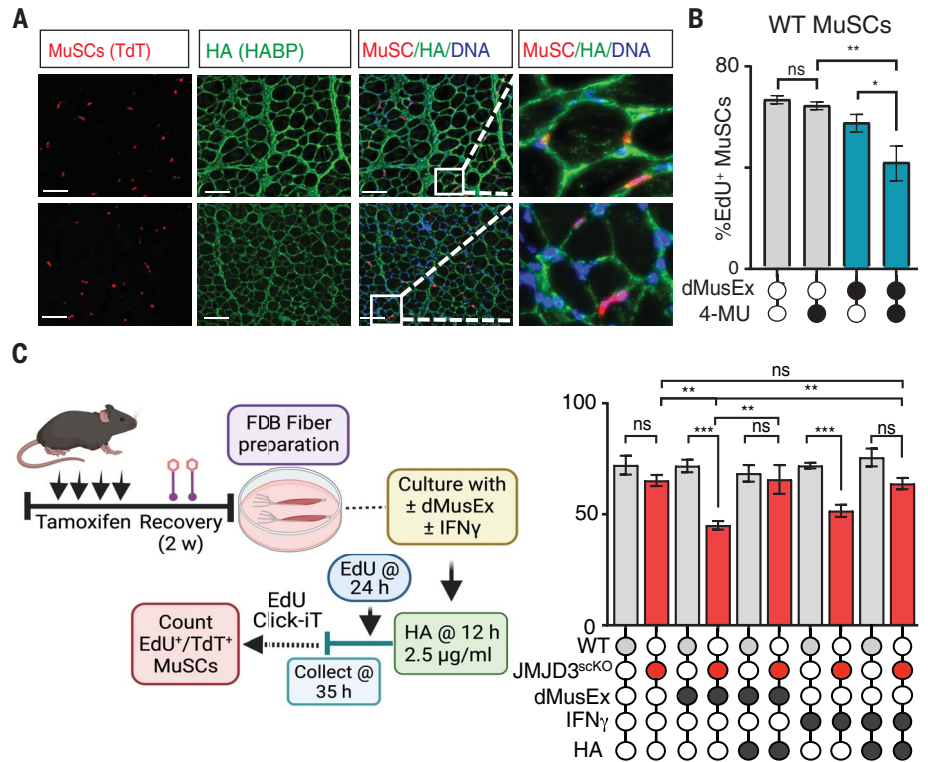 A
MuSCs (TdT)
HA (HABP)
MuSC/HA/DNA
MuSC/HA/DNA
B
WT MuSCs
**
ns
*
80
0
%EdU⁺ MuSCs
dMusEx
4-MU
C
Tamoxifen
Recovery
(2 w)
FDB Fiber
preparation
Culture with
± dMusEx
± IFNγ
HA @ 12 h
2.5 µg/ml
EdU @
24 h
Collect @
35 h
EdU
Click-iT
Count
EdU⁺/TdT⁺
MuSCs
ns
** **
**
ns *** ns *** ns
100
50
0
WT
JMJD3ˢᶜᴷᴼ
dMusEx
IFNγ
HA